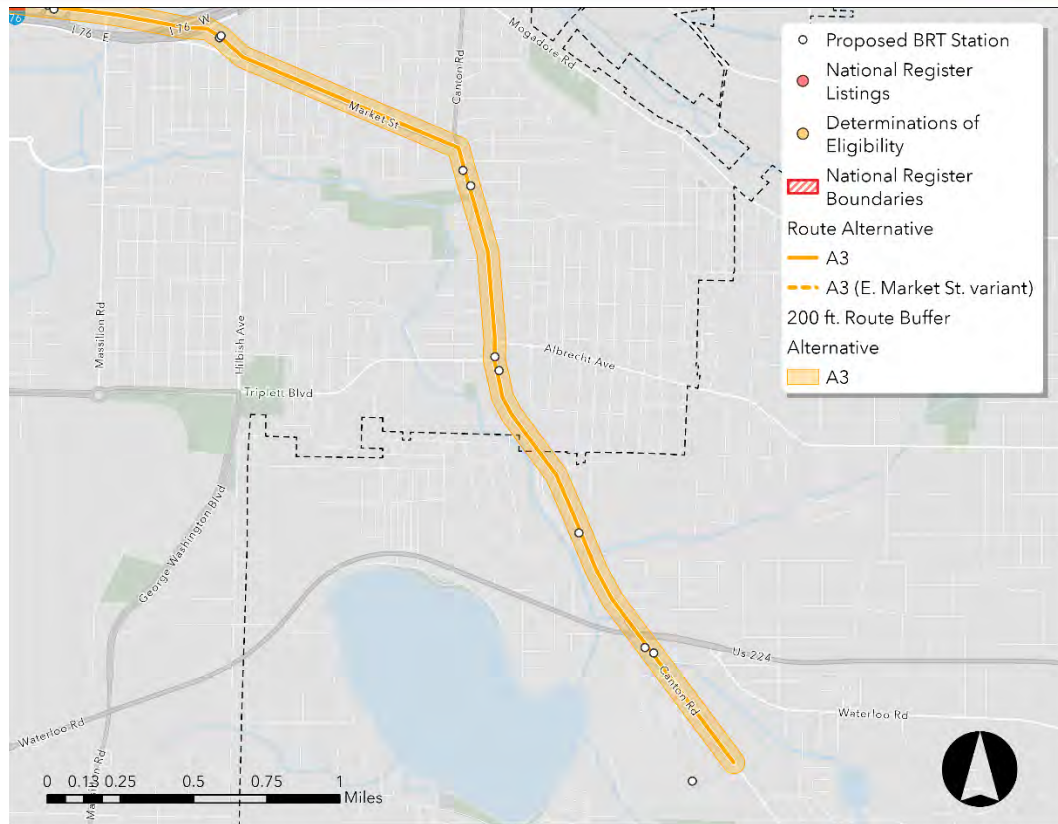 76
I 76 E
I 76 W
Canton Rd
Mogadore Rd
Market St
Massillon Rd
Hilbish Ave
Albrecht Ave
Triplett Blvd
George Washington Blvd
Us 224
Canton Rd
Waterloo Rd
Waterloo Rd
Massillon Rd
Proposed BRT Station
National Register
Listings
Determinations of
Eligibility
National Register
Boundaries
Route Alternative
A3
A3 (E. Market St. variant)
200 ft. Route Buffer
Alternative
A3
0 0.13 0.25 0.5 0.75 1
Miles